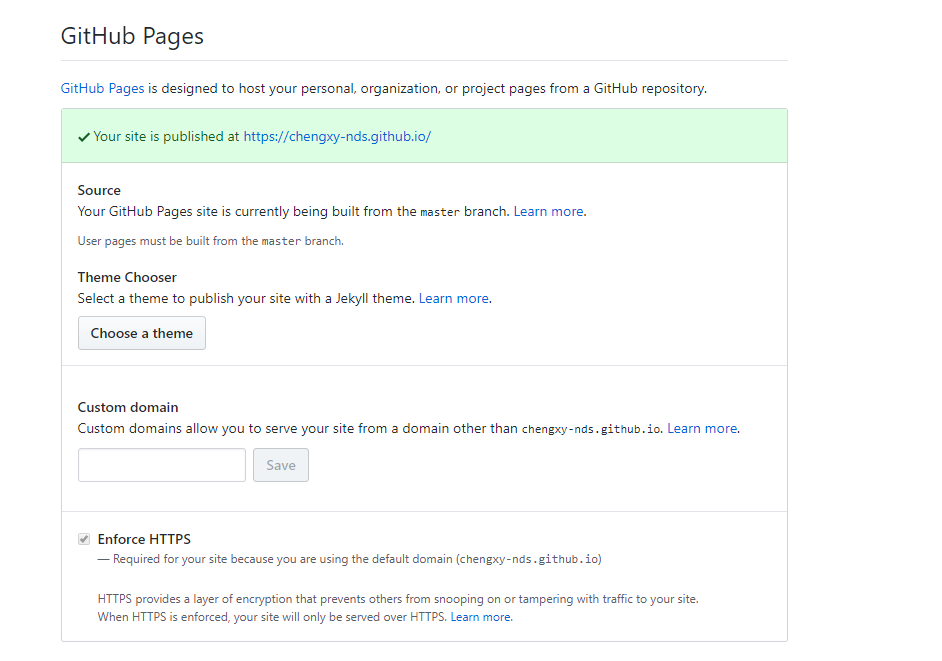 GitHub Pages
GitHub Pages is designed to host your personal, organization, or project pages from a GitHub repository.
Your site is published at https://chengxy-nds.github.io/
Source
Your GitHub Pages site is currently being built from the master branch. Learn more.
User pages must be built from the master branch.
Theme Chooser
Select a theme to publish your site with a Jekyll theme. Learn more.
Choose a theme
Custom domain
Custom domains allow you to serve your site from a domain other than chengxy-nds.github.io. Learn more.
Save
Enforce HTTPS
— Required for your site because you are using the default domain (chengxy-nds.github.io)
HTTPS provides a layer of encryption that prevents others from snooping on or tampering with traffic to your site.
When HTTPS is enforced, your site will only be served over HTTPS. Learn more.